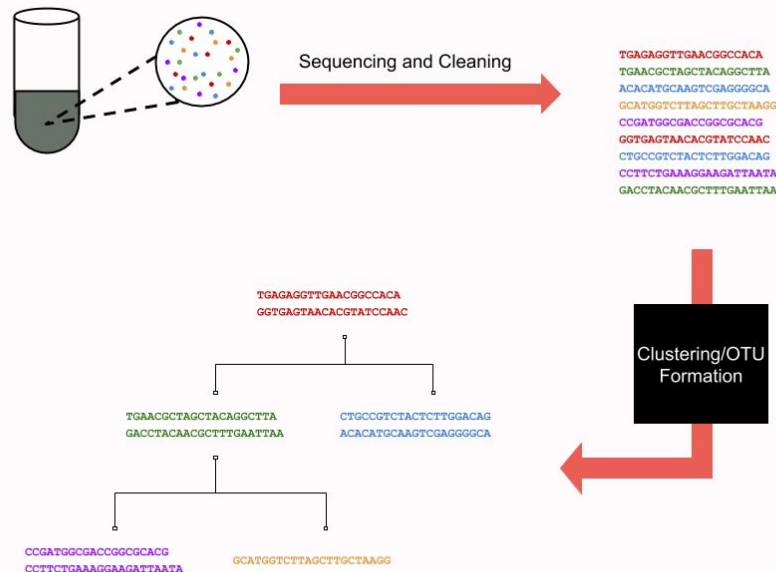 Sequencing and Cleaning
TGAGAGGTTGAACGGCCACA
TGAACGCTAGCTACAGGCTTA
ACACATGCAAGTCGAGGGGCA
GCATGGTCTTAGCTTGCTAAGG
CCGATGGCGACCGGCGCACG
GGTGAGTAACACGTATCCAAC
CTGCCGTCTACTCTTGGACAG
CCTTCTGAAAGGAAGATTAATA
GACCTACAACGCTTTGAATTAA
Clustering/OTU
Formation
TGAGAGGTTGAACGGCCACA
GGTGAGTAACACGTATCCAAC
TGAACGCTAGCTACAGGCTTA
GACCTACAACGCTTTGAATTAA
CTGCCGTCTACTCTTGGACAG
ACACATGCAAGTCGAGGGGCA
CCGATGGCGACCGGCGCACG
CCTTCTGAAAGGAAGATTAATA
GCATGGTCTTAGCTTGCTAAGG